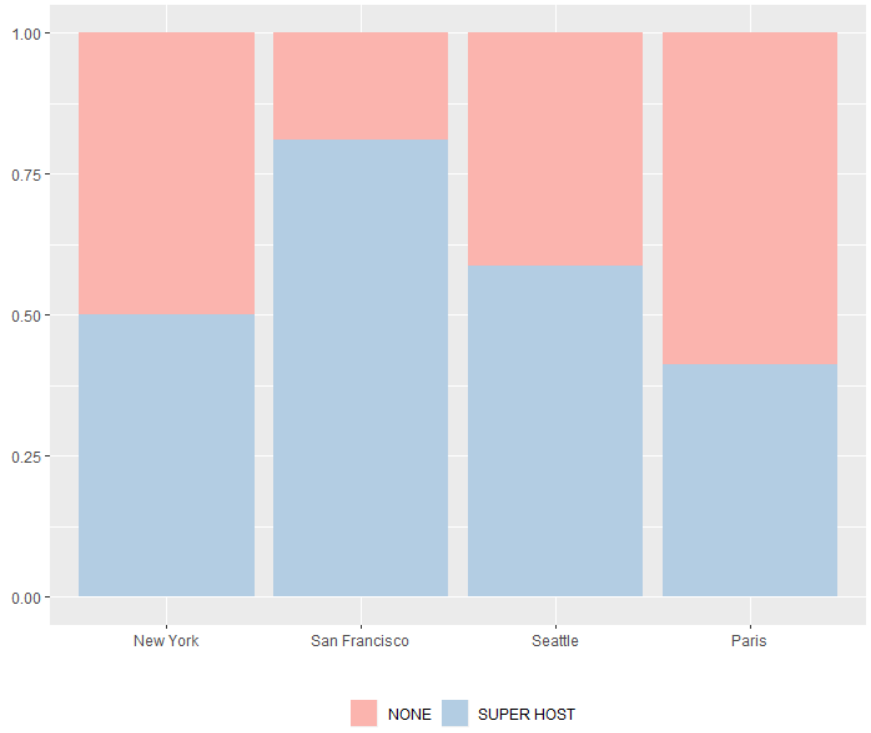 1.00
0.75
0.50
0.25
0.00
New York San Francisco Seattle Paris
NONE SUPER HOST